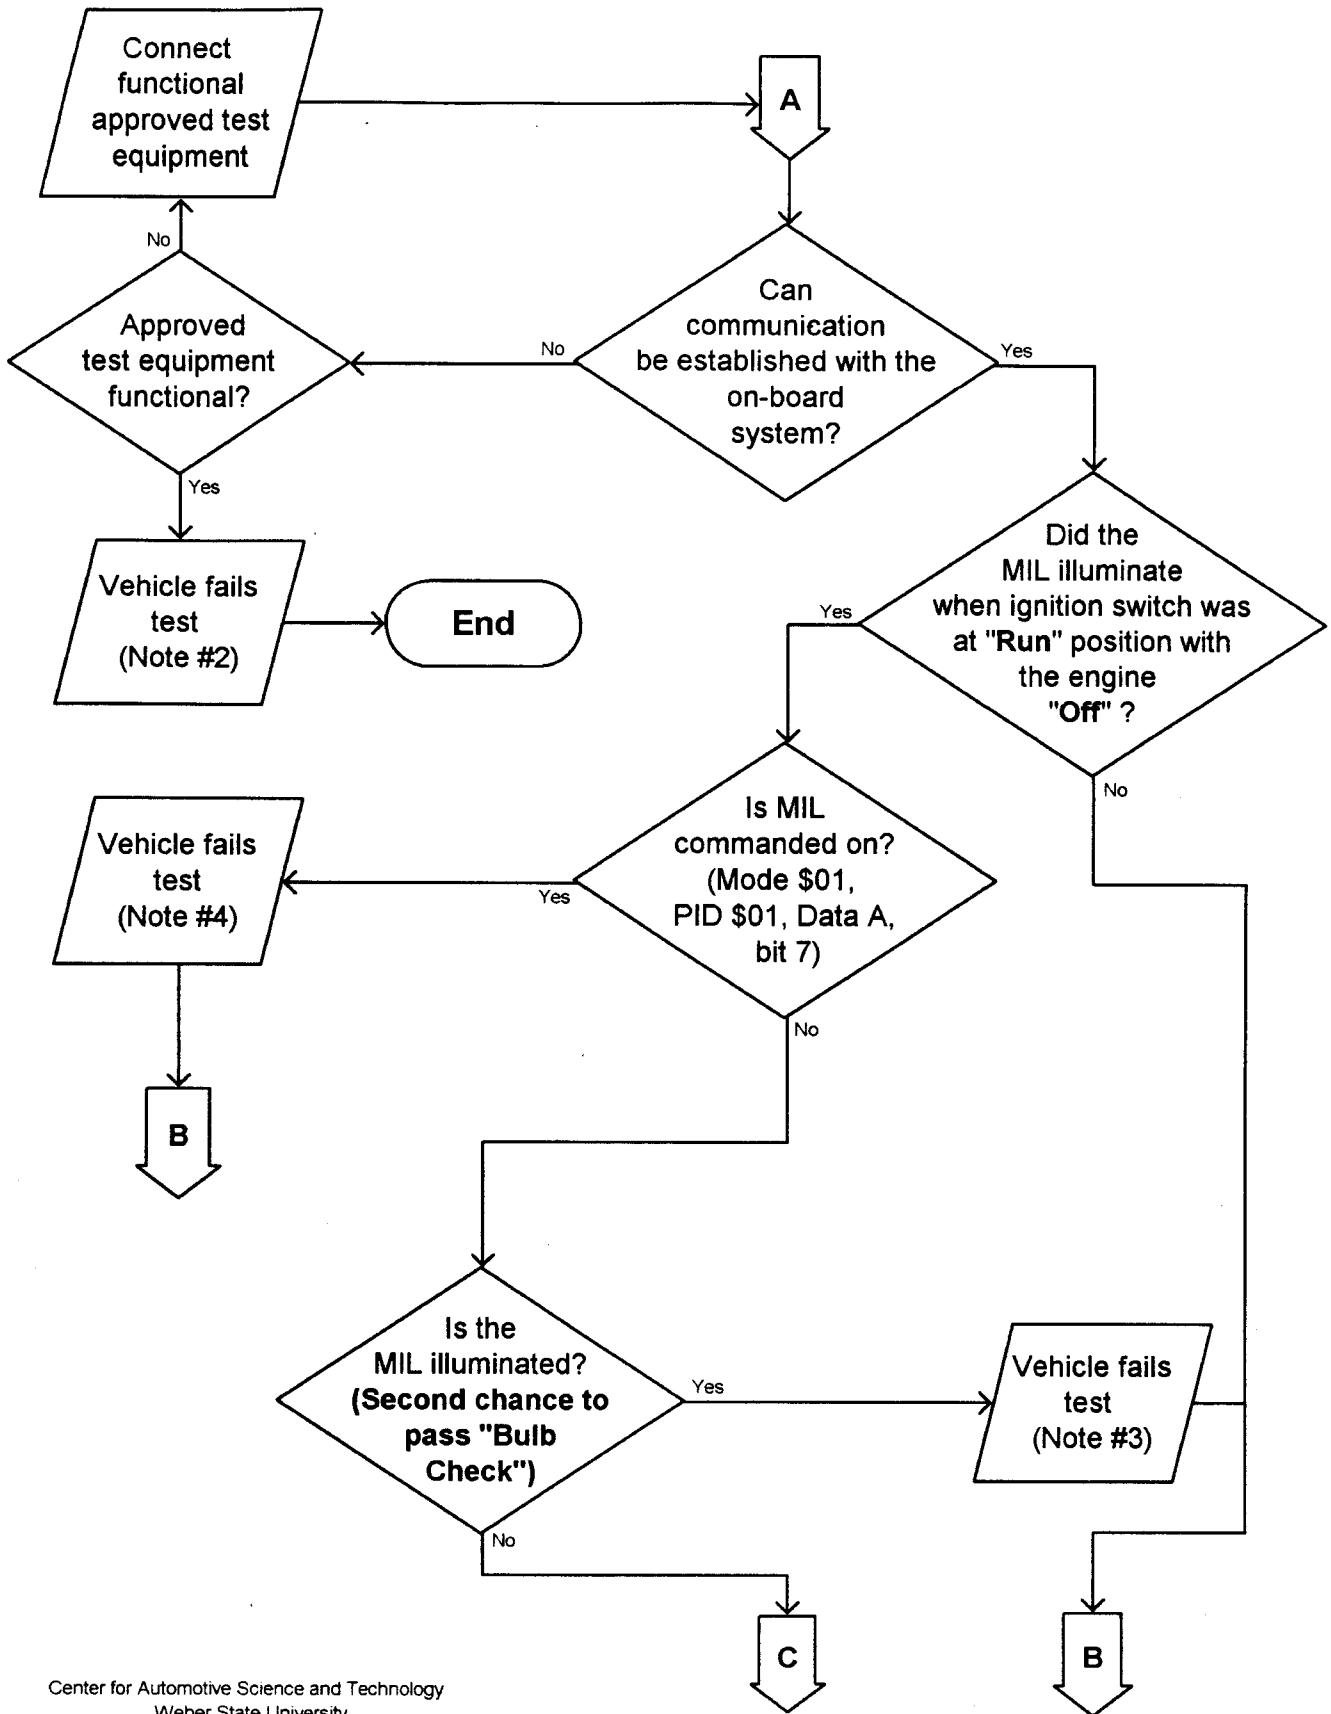 Connect
functional
approved test
equipment
A
No
Can
communication
be established with the
on-board
system?
Approved
test equipment
functional?
No
Yes
Yes
Vehicle fails
test
(Note #2)
End
Did the
MIL illuminate
when ignition switch was
at "Run" position with
the engine
"Off" ?
Yes
No
Is MIL
commanded on?
(Mode $01,
PID $01, Data A,
bit 7)
Vehicle fails
test
(Note #4)
Yes
No
B
Is the
MIL illuminated?
(Second chance to
pass "Bulb
Check")
Yes
Vehicle fails
test
(Note #3)
No
C
B
Center for Automotive Science and Technology
Weber State University